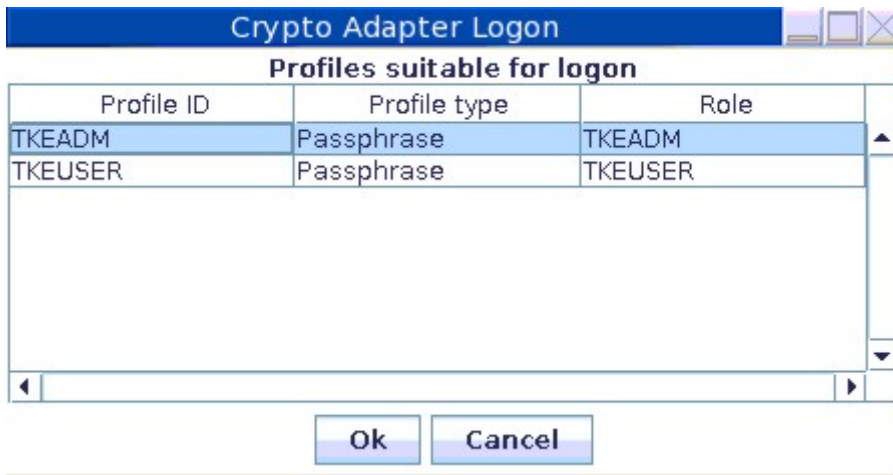 Crypto Adapter Logon
Profiles suitable for logon
Profile ID Profile type Role
TKEADM Passphrase TKEADM
TKEUSER Passphrase TKEUSER
Ok Cancel